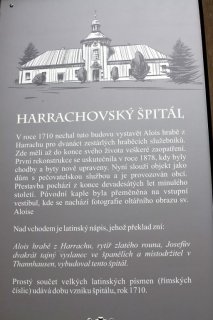 HARRACHOVSKÝ ŠPITÁL
V roce 1710 nechal tuto budovu vystavět Alois hrabě z
Harrachu pro dvanáct zestárlých hraběcích služebníků.
Zde měli až do konce svého života veškeré zaopatření.
První rekonstrukce se uskutečnila v roce 1878, kdy byly
chodby a byty nově upraveny. Nyní slouží objekt jako
dům s pečovatelskou službou a je provozován obcí.
Přestavba pochází z konce devadesátých let minulého
století. Původní kaple byla přeměněna na vstupní
vestibul, kde se nachází fotografie oltářního obrazu sv.
Aloise
Nad vchodem je latinský nápis, jehož překlad zní:
Alois hrabě z Harrachu, rytíř zlatého rouna, Josefův
dvakrát tajný vyslanec ve Španělích a místodržitel v
Thannhausen, vybudoval tento špitál.
Prostý součet velkých latinských písmen (římských
číslic) udává dobu vzniku špitálu, rok 1710.